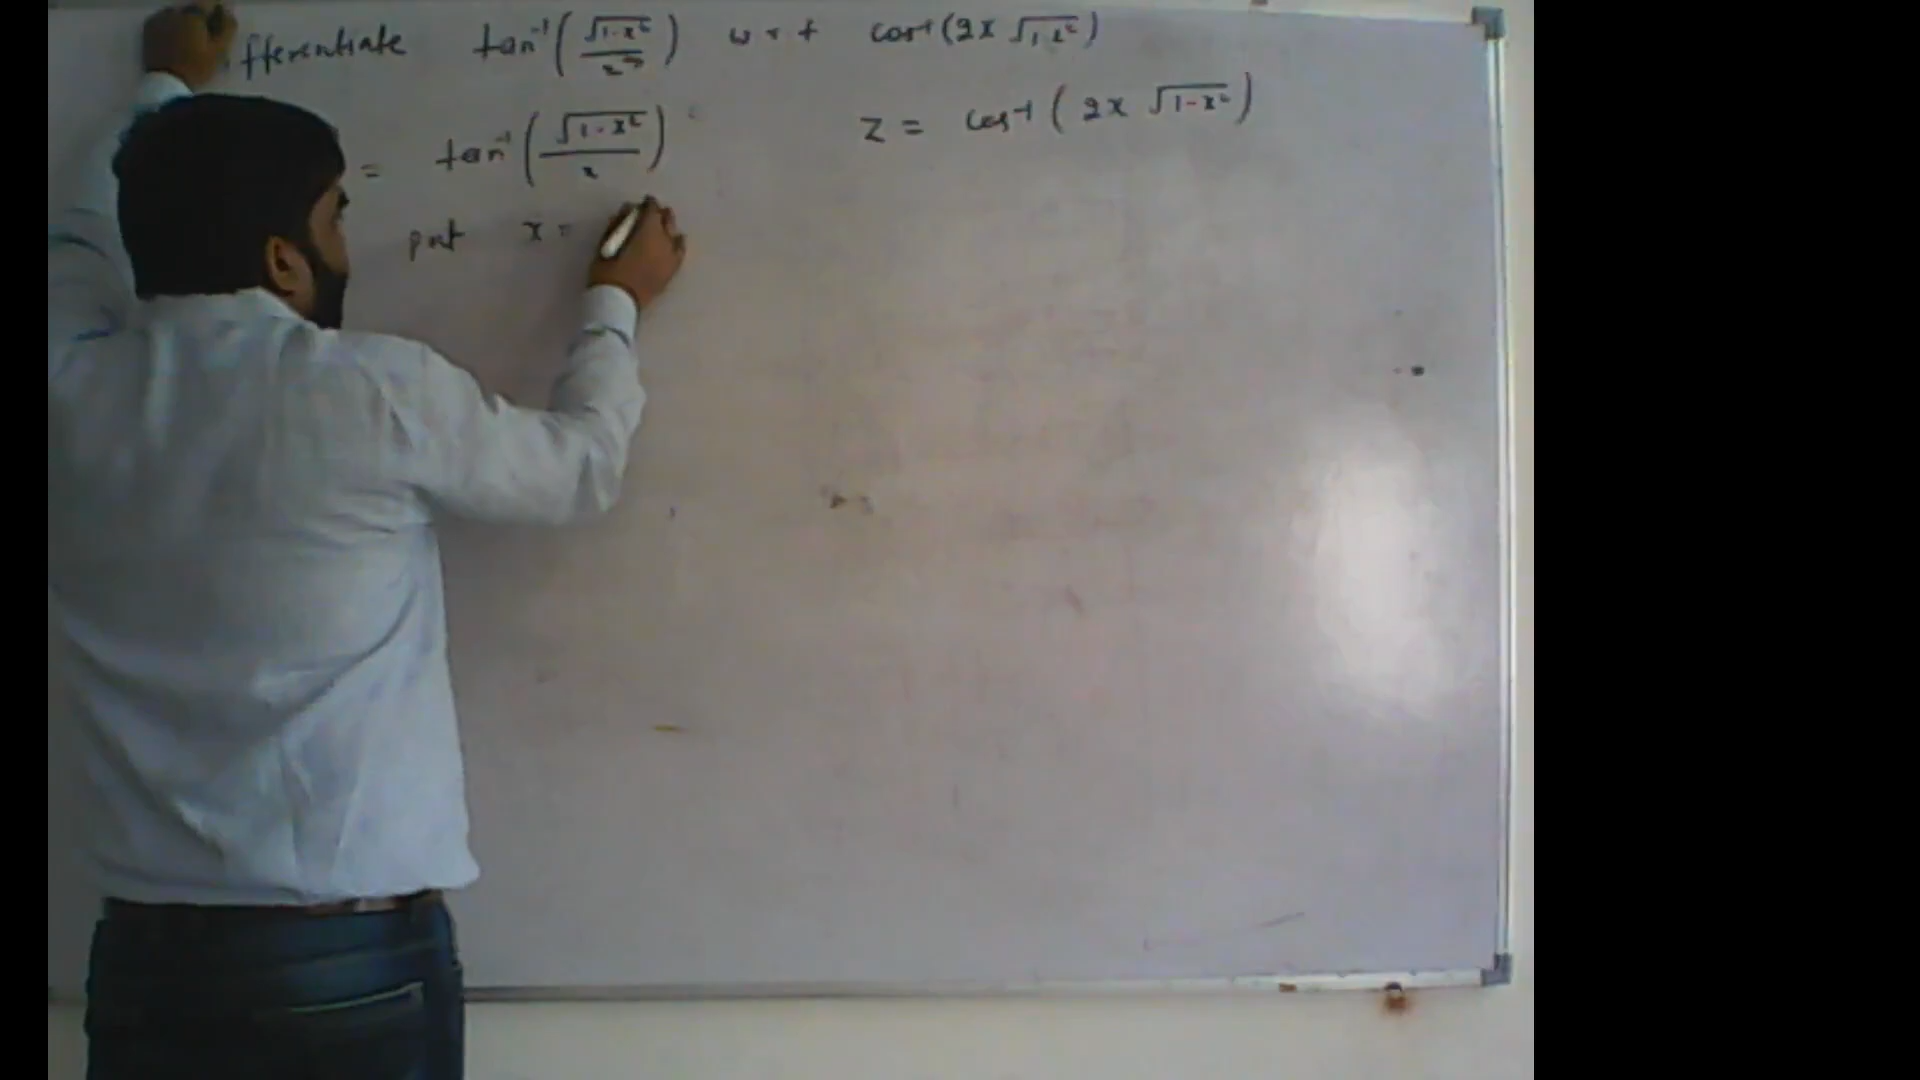 fferentiate tan⁻¹(√(1-x²)/x) w.r.t cos⁻¹(2x √(1-x²))
= tan⁻¹(√(1-x²)/x) z = cos⁻¹(2x √(1-x²))
put x =